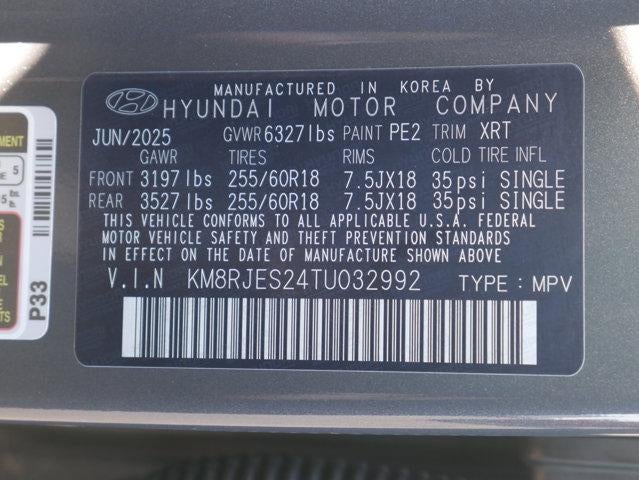 MANUFACTURED IN KOREA BY
HYUNDAI MOTOR COMPANY
JUN/2025 GVWR 6327lbs PAINT PE2 TRIM XRT
GAWR TIRES RIMS COLD TIRE INFL
FRONT 3197lbs 255/60R18 7.5JX18 35psi SINGLE
REAR 3527lbs 255/60R18 7.5JX18 35psi SINGLE
THIS VEHICLE CONFORMS TO ALL APPLICABLE U.S.A. FEDERAL
MOTOR VEHICLE SAFETY AND THEFT PREVENTION STANDARDS
IN EFFECT ON THE DATE OF MANUFACTURE SHOWN ABOVE
V.I.N KM8RJES24TU032992 TYPE : MPV
5
P33